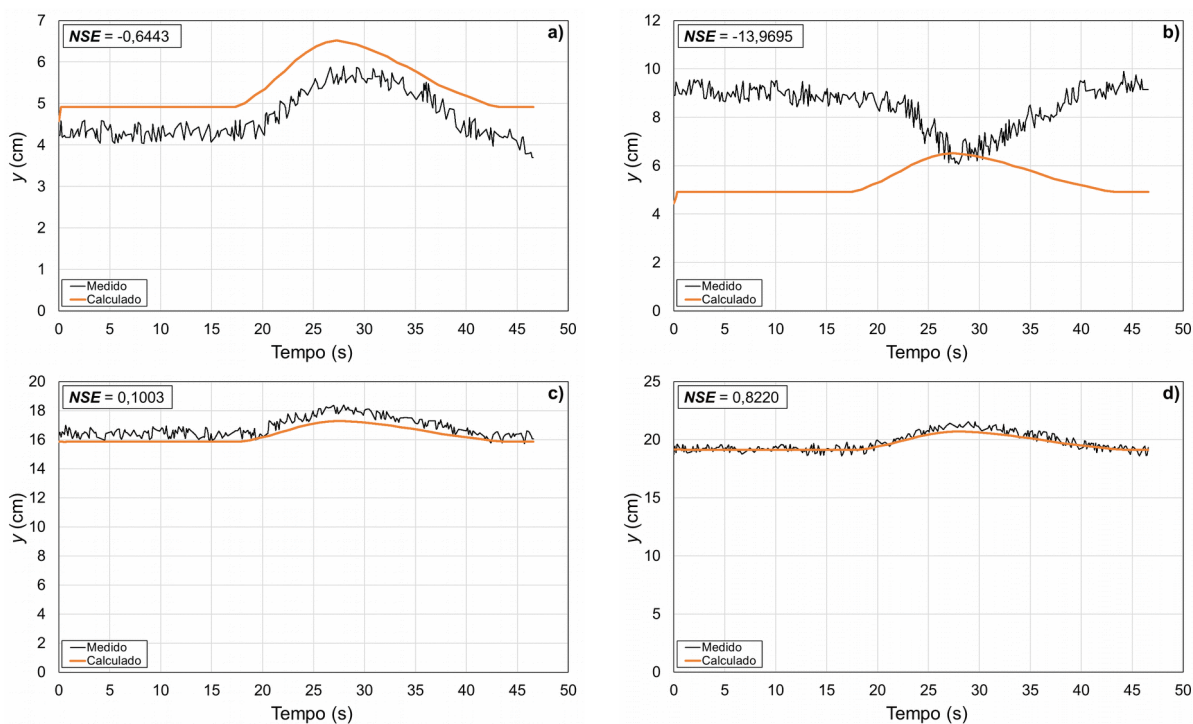 NSE = -0,6443
a)
7
6
5
4
3
2
1
0
y (cm)
Medido
Calculado
0 5 10 15 20 25 30 35 40 45 50
Tempo (s)
NSE = -13,9695
b)
12
10
8
6
4
2
0
y (cm)
Medido
Calculado
0 5 10 15 20 25 30 35 40 45 50
Tempo (s)
NSE = 0,1003
c)
20
18
16
14
12
10
8
6
4
2
0
y (cm)
Medido
Calculado
0 5 10 15 20 25 30 35 40 45 50
Tempo (s)
NSE = 0,8220
d)
25
20
15
10
5
0
y (cm)
Medido
Calculado
0 5 10 15 20 25 30 35 40 45 50
Tempo (s)